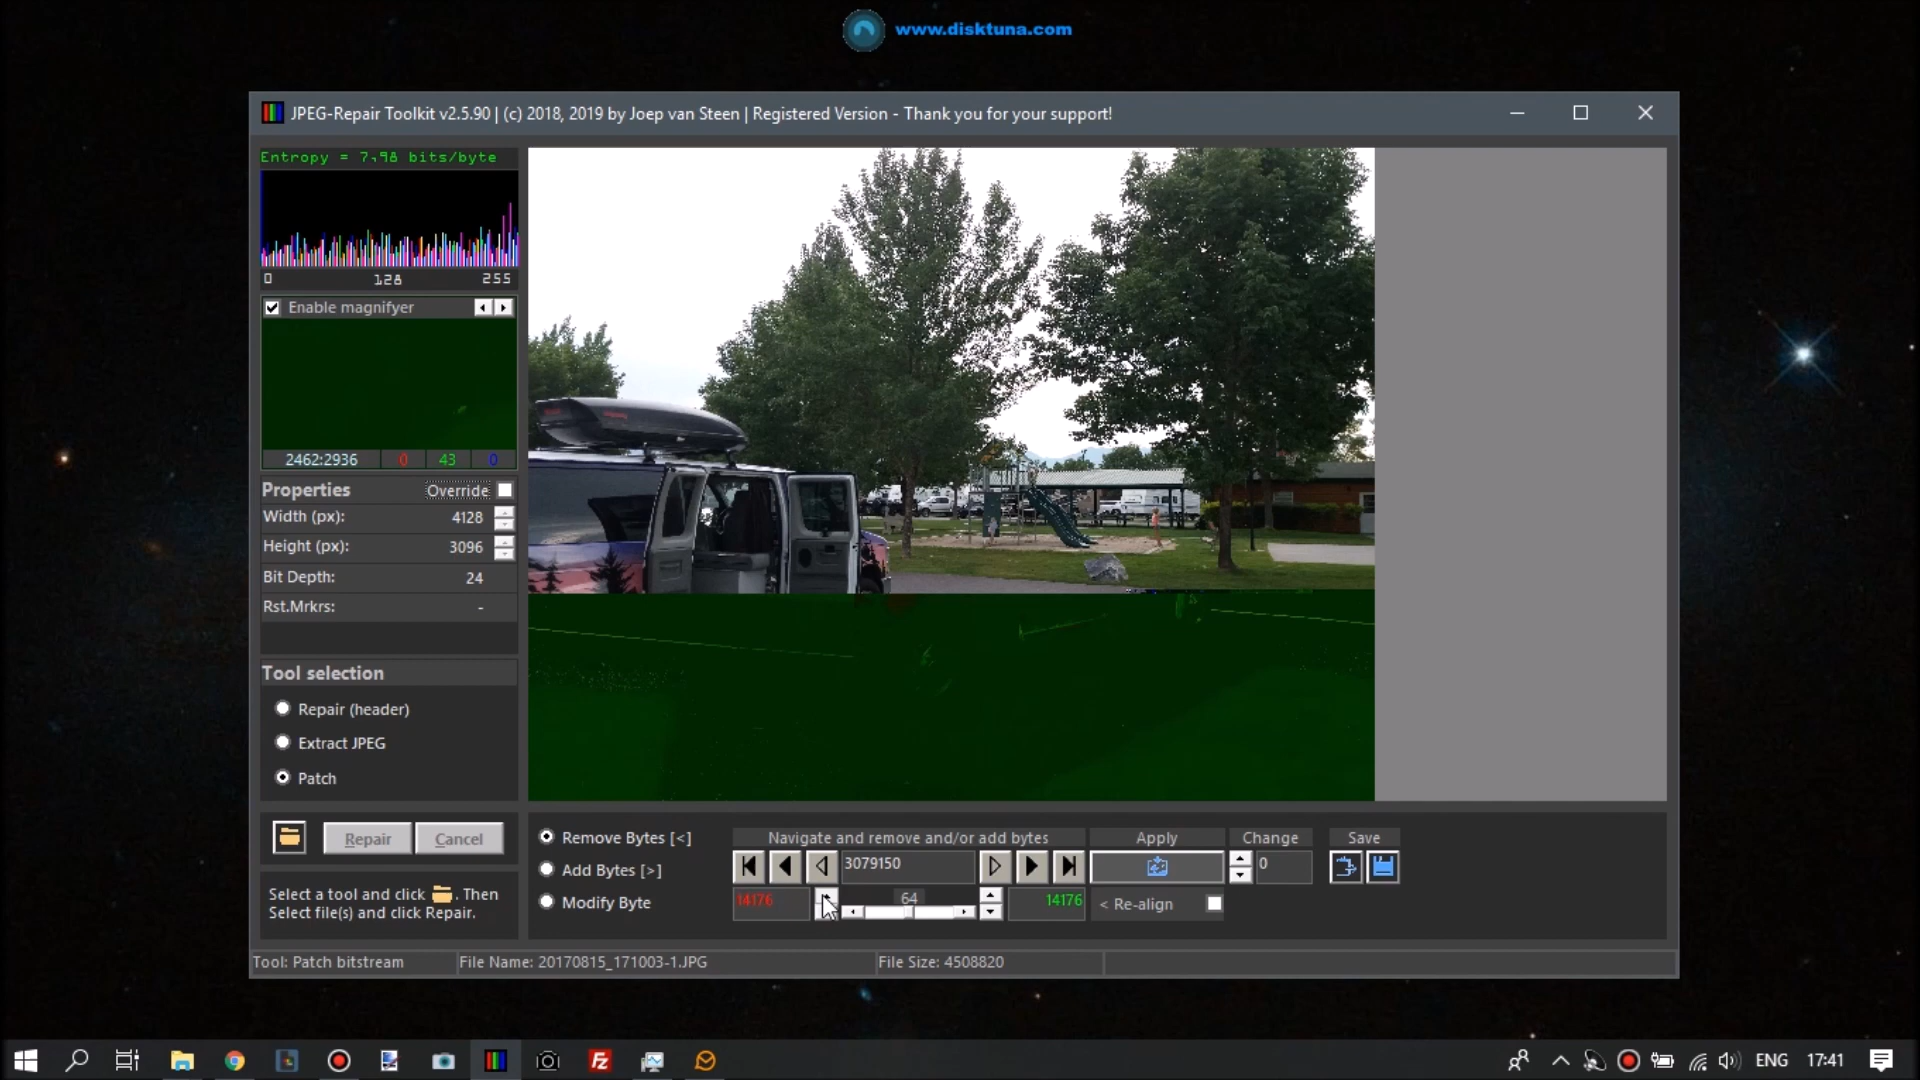 www.disktuna.com
JPEG-Repair Toolkit v2.5.90 | (c) 2018, 2019 by Joep van Steen | Registered Version - Thank you for your support!
Entropy = 7,98 bits/byte
0 128 255
Enable magnifyer
2462:2936 0 43 0
Properties Override
Width (px): 4128
Height (px): 3096
Bit Depth: 24
Rst.Mrkrs: -
Tool selection
Repair (header)
Extract JPEG
Patch
Repair Cancel
Select a tool and click . Then
Select file(s) and click Repair.
Remove Bytes [<]
Add Bytes [>]
Modify Byte
Navigate and remove and/or add bytes Apply Change Save
3079150 0
14176 64 14176 < Re-align
Tool: Patch bitstream File Name: 20170815_171003-1.JPG File Size: 4508820
Fz
ENG 17:41